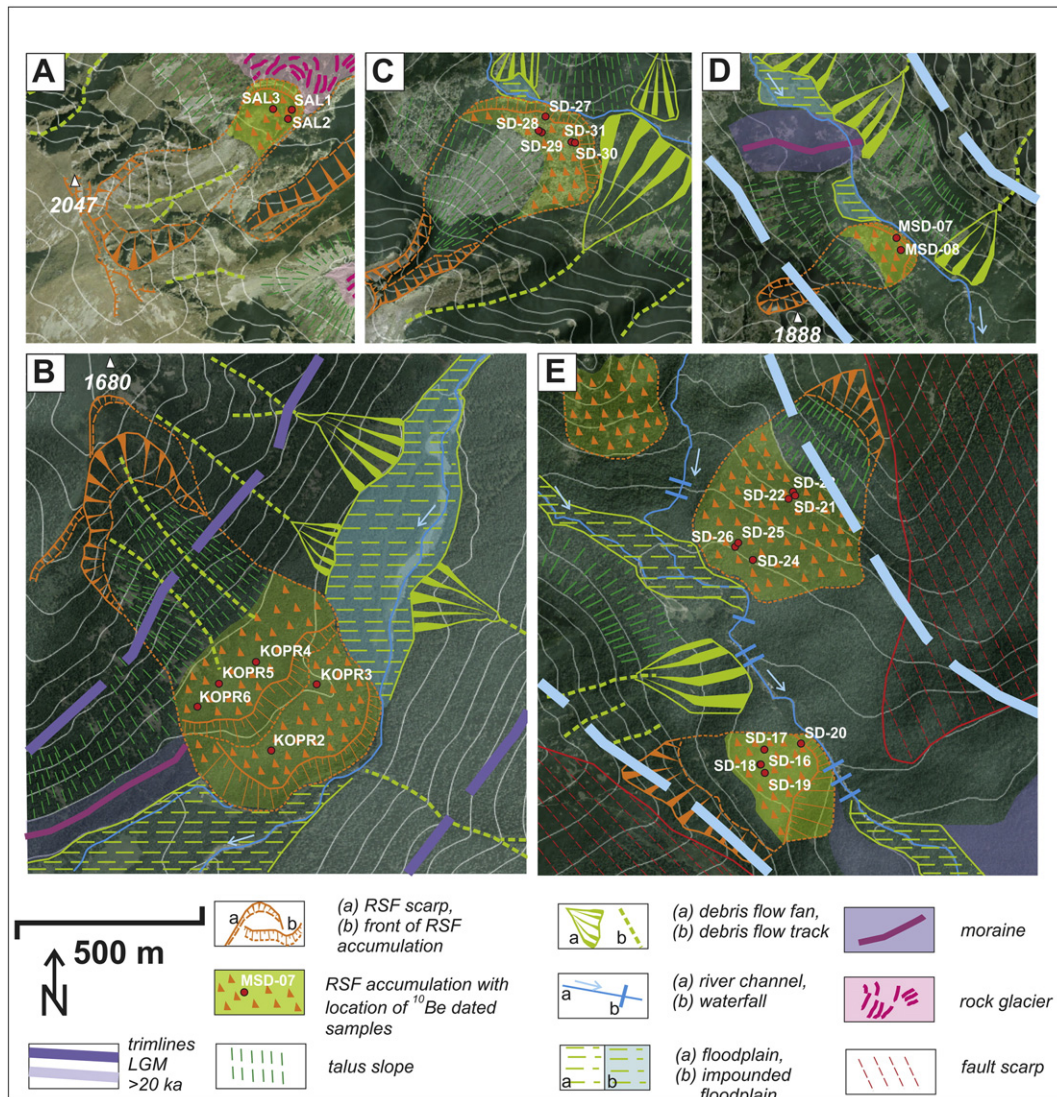 A
SAL3
SAL1
SAL2
2047
C
SD-27
SD-28
SD-31
SD-29
SD-30
D
MSD-07
MSD-08
1888
B
1680
KOPR4
KOPR5
KOPR3
KOPR6
KOPR2
E
SD-22
SD-21
SD-25
SD-26
SD-24
SD-17
SD-20
SD-18
SD-16
SD-19
500 m
N
a
b
(a) RSF scarp,
(b) front of RSF
accumulation
MSD-07
RSF accumulation with
location of 10Be dated
samples
trimlines
LGM
>20 ka
talus slope
a
b
(a) debris flow fan,
(b) debris flow track
a
b
(a) river channel,
(b) waterfall
a
b
(a) floodplain,
(b) impounded
floodplain
moraine
rock glacier
fault scarp